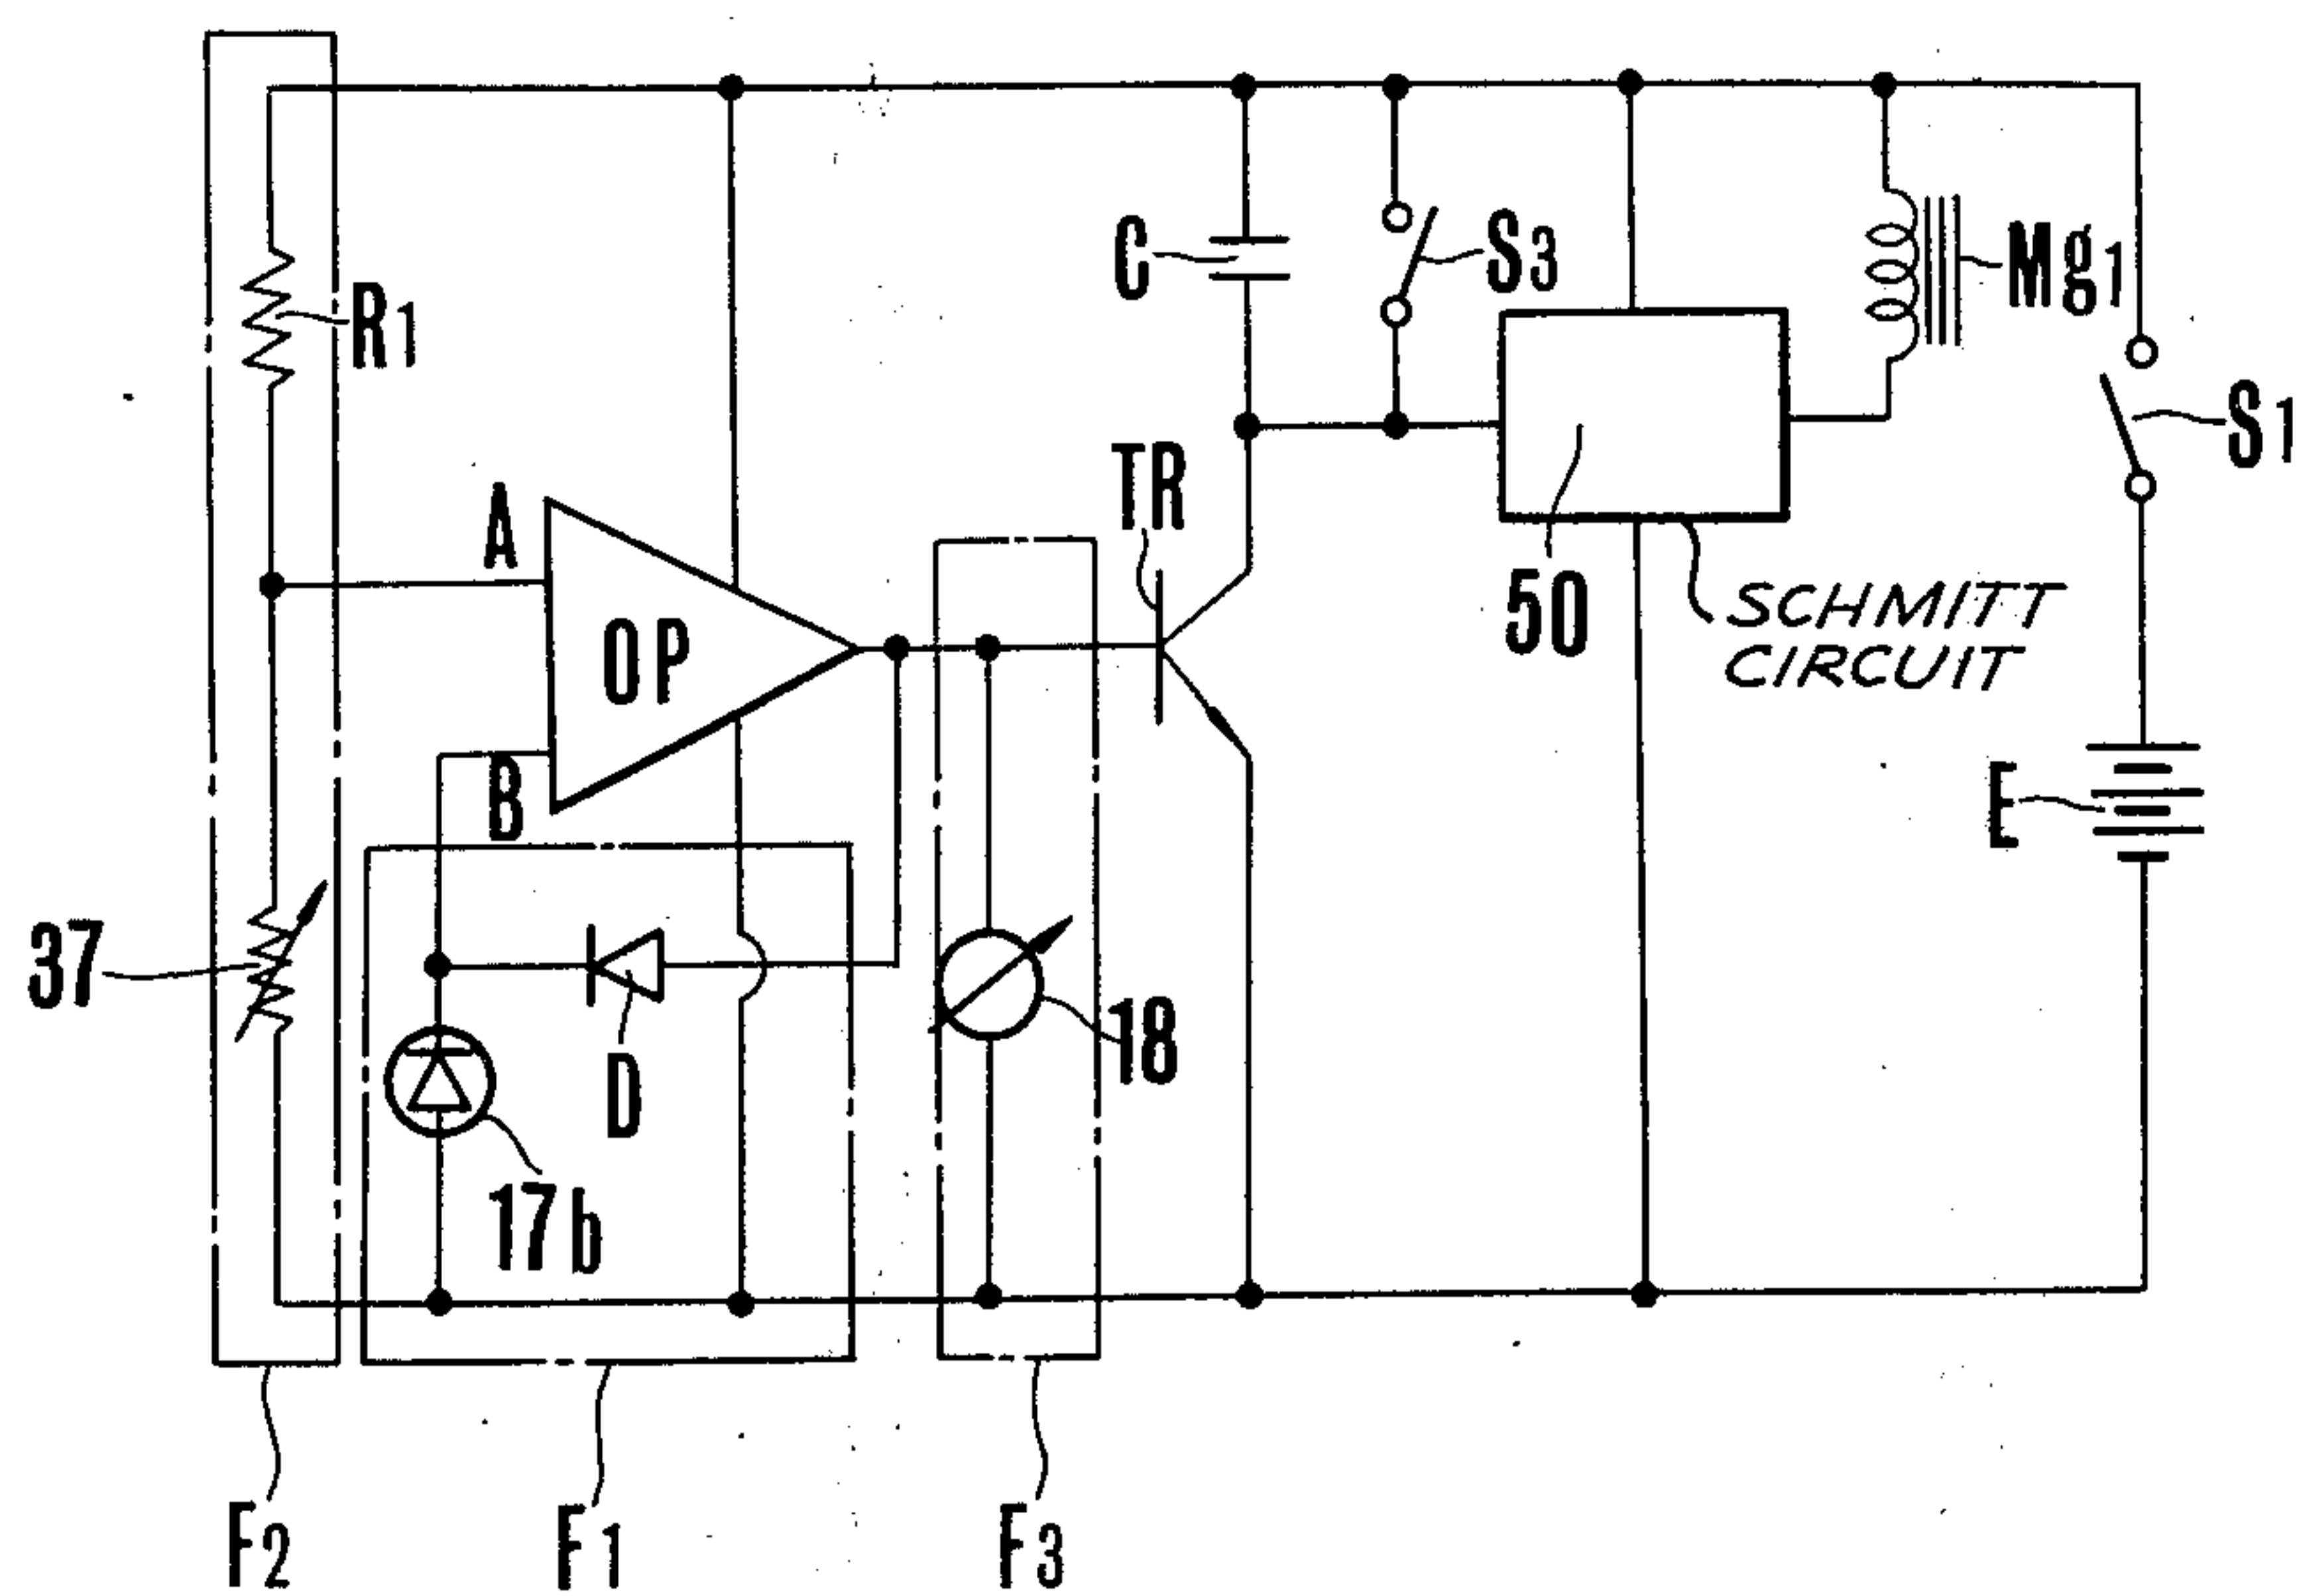 R1
C
S3
Mg1
S1
A
TR
OP
50
SCHMITT
CIRCUIT
B
E
37
D
18
17b
F2
F1
F3